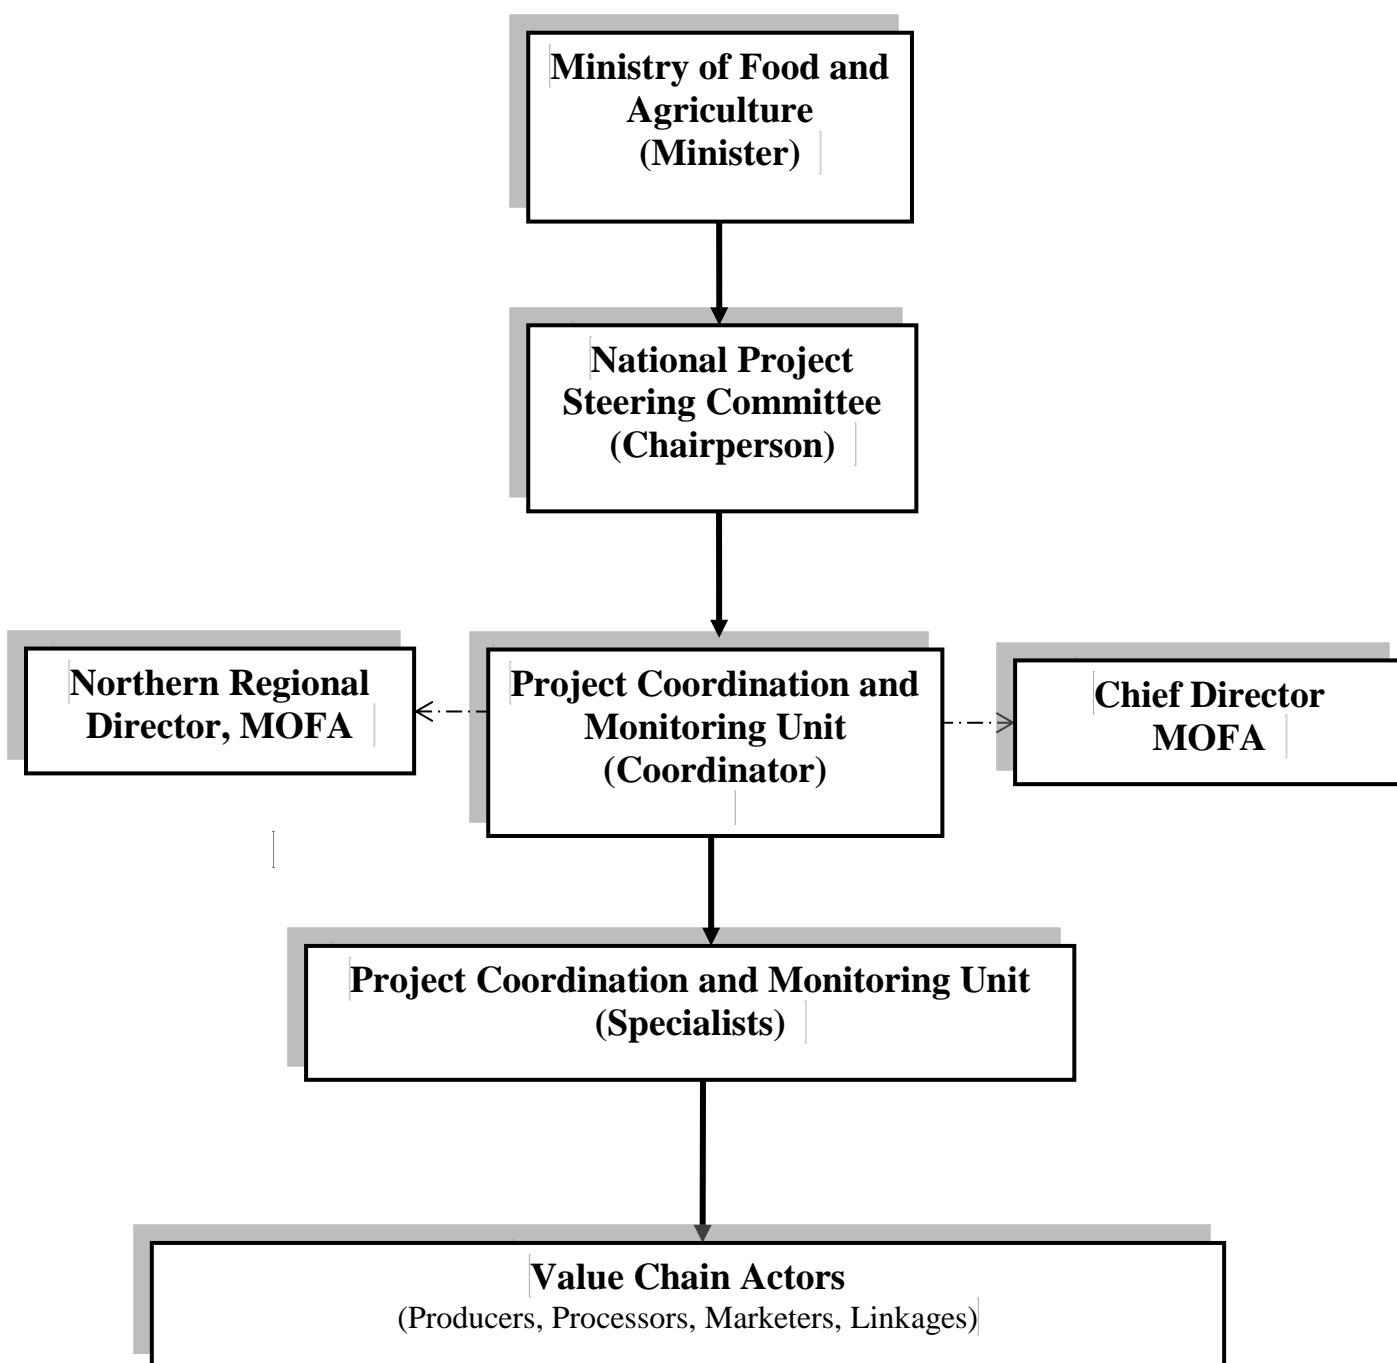 Ministry of Food and
Agriculture
(Minister)
National Project
Steering Committee
(Chairperson)
Northern Regional
Director, MOFA
Project Coordination and
Monitoring Unit
(Coordinator)
Chief Director
MOFA
Project Coordination and Monitoring Unit
(Specialists)
Value Chain Actors
(Producers, Processors, Marketers, Linkages)